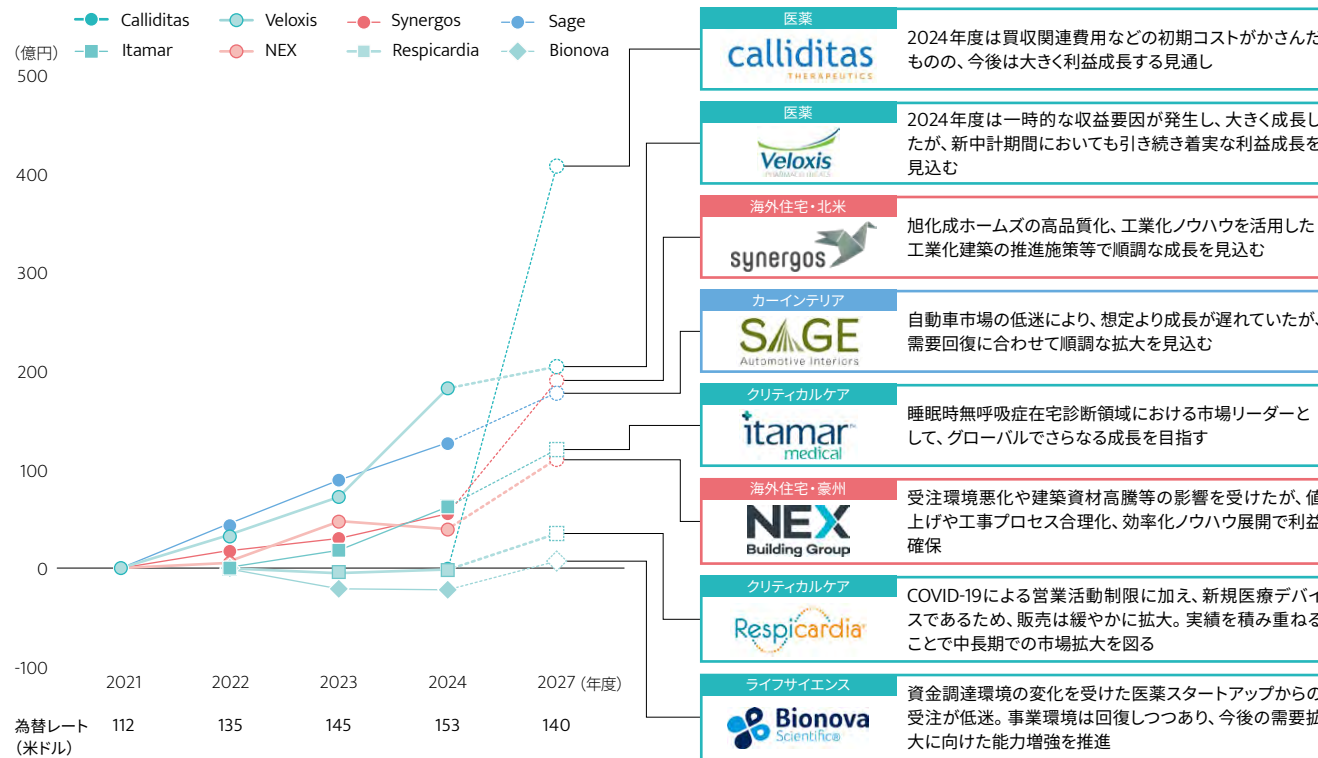 Calliditas
Veloxis
Synergos
Sage
Itamar
NEX
Respicardia
Bionova
(億円)
500
400
300
200
100
0
-100
2021
2022
2023
2024
2027 (年度)
為替レート
(米ドル)
112
135
145
153
140
医薬
calliditas
THERAPEUTICS
2024年度は買収関連費用などの初期コストがかさんだ
ものの、今後は大きく利益成長する見通し
医薬
Veloxis
PHARMACEUTICALS
2024年度は一時的な収益要因が発生し、大きく成長し
たが、新中計期間においても引き続き着実な利益成長を
見込む
海外住宅・北米
synergos
旭化成ホームズの高品質化、工業化ノウハウを活用した
工業化建築の推進施策等で順調な成長を見込む
カーインテリア
SAGE
Automotive Interiors
自動車市場の低迷により、想定より成長が遅れていたが、
需要回復に合わせて順調な拡大を見込む
クリティカルケア
itamar
medical
睡眠時無呼吸症在宅診断領域における市場リーダーと
して、グローバルでさらなる成長を目指す
海外住宅・豪州
NEX
Building Group
受注環境悪化や建築資材高騰等の影響を受けたが、値
上げや工事プロセス合理化、効率化ノウハウ展開で利益
確保
クリティカルケア
Respicardia
COVID-19による営業活動制限に加え、新規医療デバイ
スであるため、販売は緩やかに拡大。実績を積み重ねる
ことで中長期での市場拡大を図る
ライフサイエンス
Bionova
Scientific®
資金調達環境の変化を受けた医薬スタートアップからの
受注が低迷。事業環境は回復しつつあり、今後の需要拡
大に向けた能力増強を推進